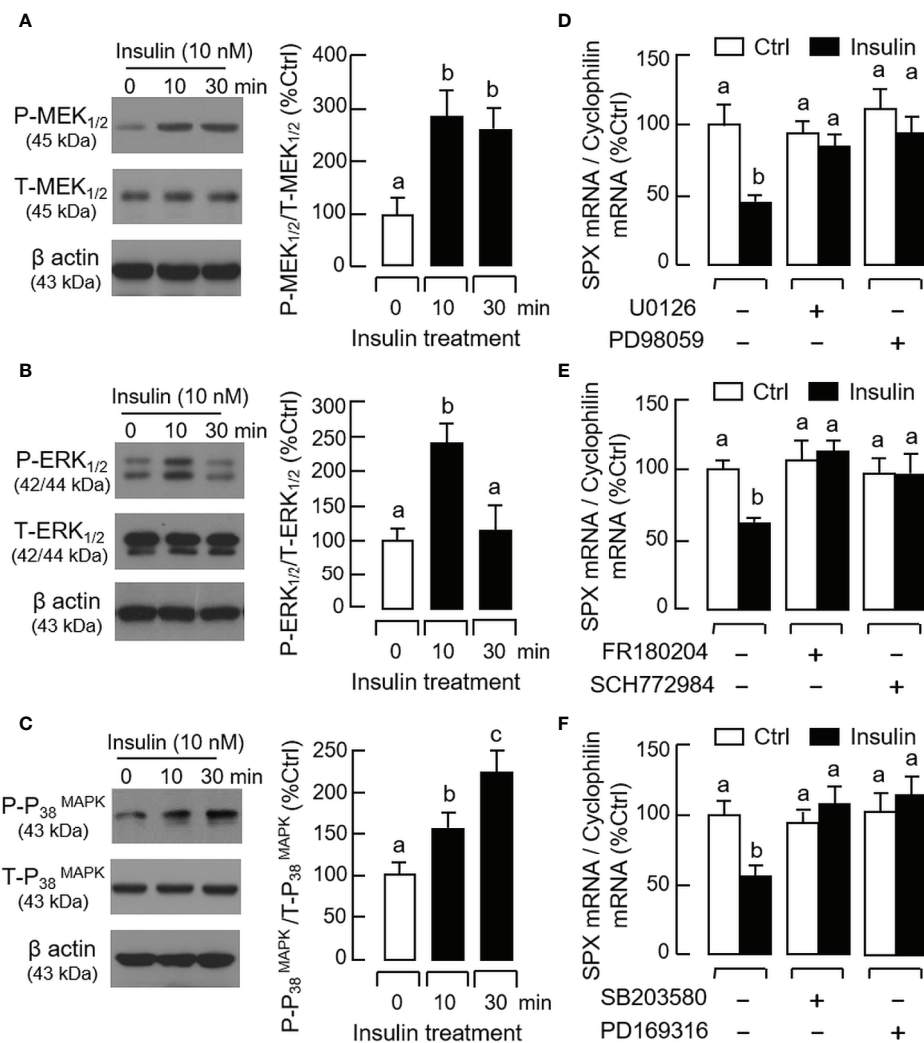 A
Insulin (10 nM)
0 10 30 min
P-MEK1/2
(45 kDa)
T-MEK1/2
(45 kDa)
β actin
(43 kDa)
P-MEK1/2/T-MEK1/2 (%Ctrl)
400
300
200
100
0
a
b
b
0 10 30 min
Insulin treatment
D
Ctrl Insulin
SPX mRNA / Cyclophilin
mRNA (%Ctrl)
150
100
50
0
a
b
a
a
a
a
U0126 – + –
PD98059 – – +
B
Insulin (10 nM)
0 10 30 min
P-ERK1/2
(42/44 kDa)
T-ERK1/2
(42/44 kDa)
β actin
(43 kDa)
P-ERK1/2/T-ERK1/2 (%Ctrl)
300
250
200
150
100
50
0
a
b
a
0 10 30 min
Insulin treatment
E
Ctrl Insulin
SPX mRNA / Cyclophilin
mRNA (%Ctrl)
150
100
50
0
a
b
a
a
a
a
FR180204 – + –
SCH772984 – – +
C
Insulin (10 nM)
0 10 30 min
P-P38 MAPK
(43 kDa)
T-P38 MAPK
(43 kDa)
β actin
(43 kDa)
P-P38 MAPK/T-P38 MAPK (%Ctrl)
250
200
150
100
50
0
a
b
c
0 10 30 min
Insulin treatment
F
Ctrl Insulin
SPX mRNA / Cyclophilin
mRNA (%Ctrl)
150
100
50
0
a
b
a
a
a
a
SB203580 – + –
PD169316 – – +